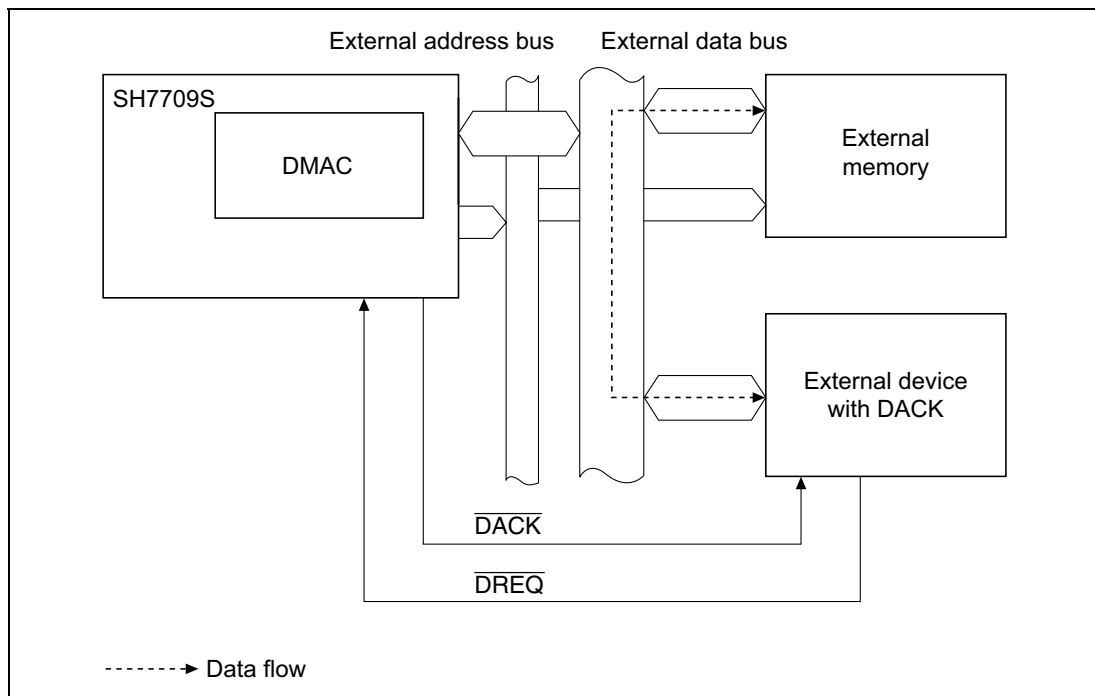 External address bus
External data bus
SH7709S
DMAC
External
memory
External device
with DACK
DACK
DREQ
Data flow